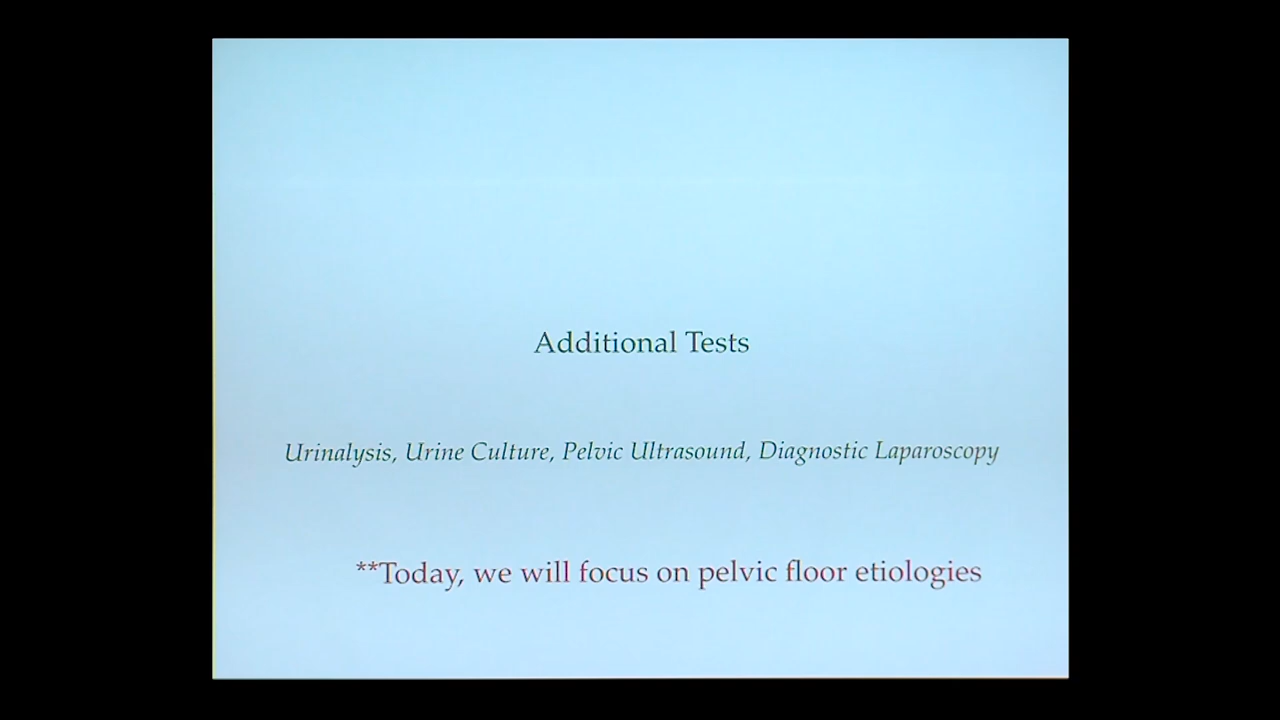 Additional Tests
Urinalysis, Urine Culture, Pelvic Ultrasound, Diagnostic Laparoscopy
**Today, we will focus on pelvic floor etiologies